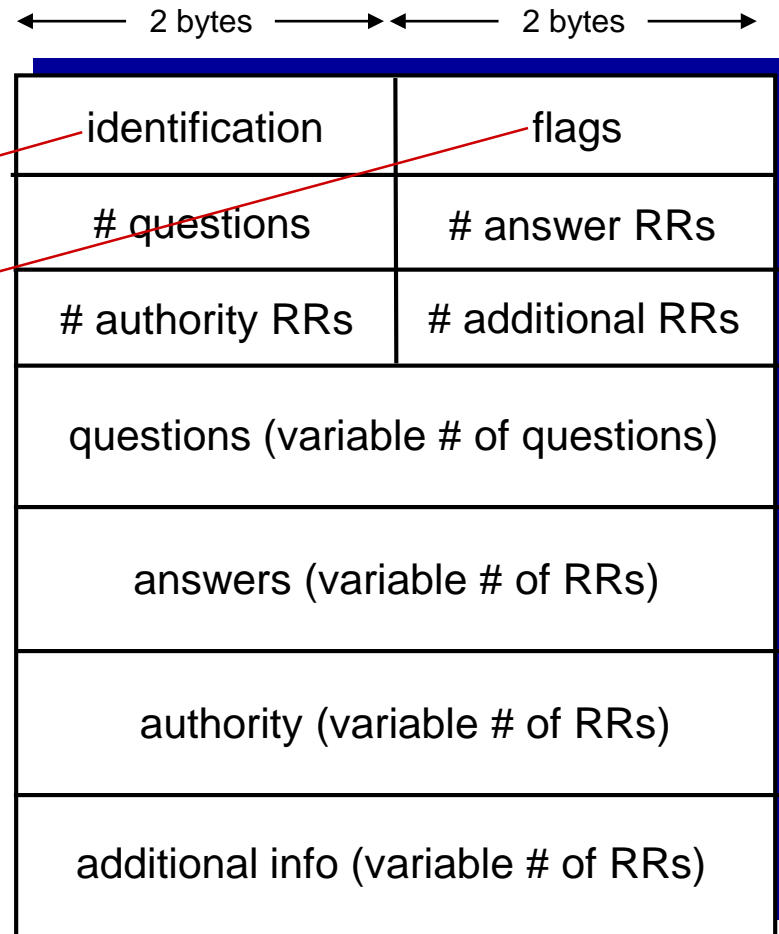 2 bytes 2 bytes
identification flags
# questions # answer RRs
# authority RRs # additional RRs
questions (variable # of questions)
answers (variable # of RRs)
authority (variable # of RRs)
additional info (variable # of RRs)